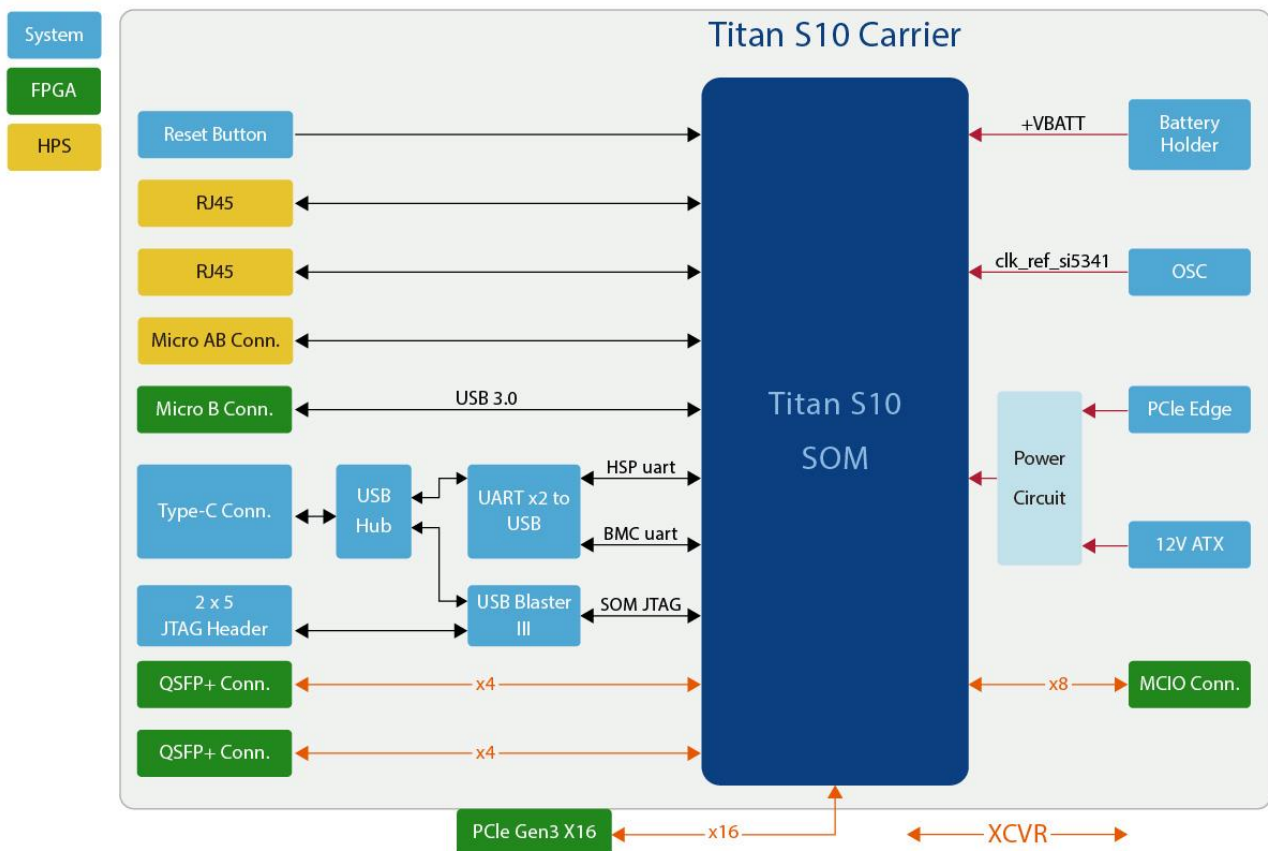 System
FPGA
HPS
Titan S10 Carrier
Reset Button
+VBATT
Battery
Holder
RJ45
RJ45
clk_ref_si5341
OSC
Micro AB Conn.
Micro B Conn.
USB 3.0
Titan S10
SOM
PCIe Edge
Power
Circuit
12V ATX
Type-C Conn.
USB
Hub
UART x2 to
USB
HSP uart
BMC uart
2 x 5
JTAG Header
USB Blaster
III
SOM JTAG
QSFP+ Conn.
x4
x8
MCIO Conn.
QSFP+ Conn.
x4
PCIe Gen3 X16
x16
XCVR